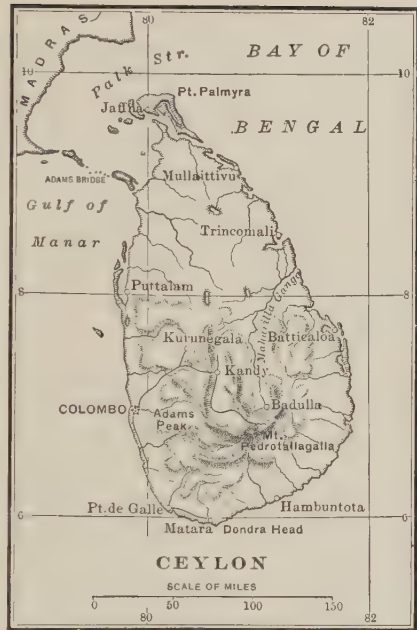 80 82
MADRAS
BAY OF
10 10
Palk Str.
Pt. Palmyra
Jaffna
BENGAL
ADAMS BRIDGE
Mullaittivu
Gulf of
Manar
Trincomali
8 8
Puttalam
Mahavilla Ganga
Kurunegala
Batticaloa
Kandy
COLOMBO
Adams
Peak
Badulla
Mt.
Pedrotallagalla
Pt. de Galle
Hambuntota
6 6
Matara Dondra Head
CEYLON
SCALE OF MILES
0 50 100 150
80 82